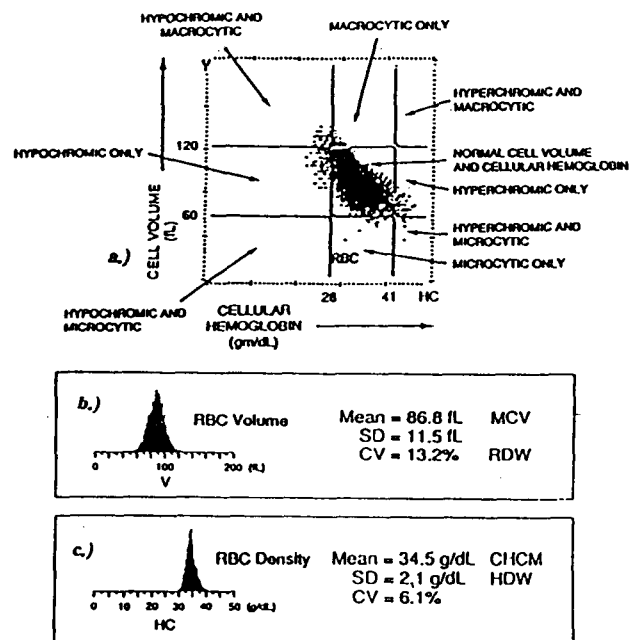 HYPOCHROMIC AND
MACROCYTIC
MACROCYTIC ONLY
Y
HYPERCHROMIC AND
MACROCYTIC
120
HYPOCHROMIC ONLY
NORMAL CELL VOLUME
AND CELLULAR HEMOGLOBIN
HYPERCHROMIC ONLY
60
CELL VOLUME
(fL)
a.)
HYPERCHROMIC AND
MICROCYTIC
RBC
MICROCYTIC ONLY
28 41 HC
HYPOCHROMIC AND
MICROCYTIC
CELLULAR
HEMOGLOBIN
(gm/dL)
b.)
RBC Volume
Mean = 86.8 fL MCV
SD = 11.5 fL
CV = 13.2% RDW
0 100 200 (fL)
V
c.)
RBC Density
Mean = 34.5 g/dL CHCM
SD = 2,1 g/dL HDW
CV = 6.1%
0 10 20 30 40 50 (g/dL)
HC